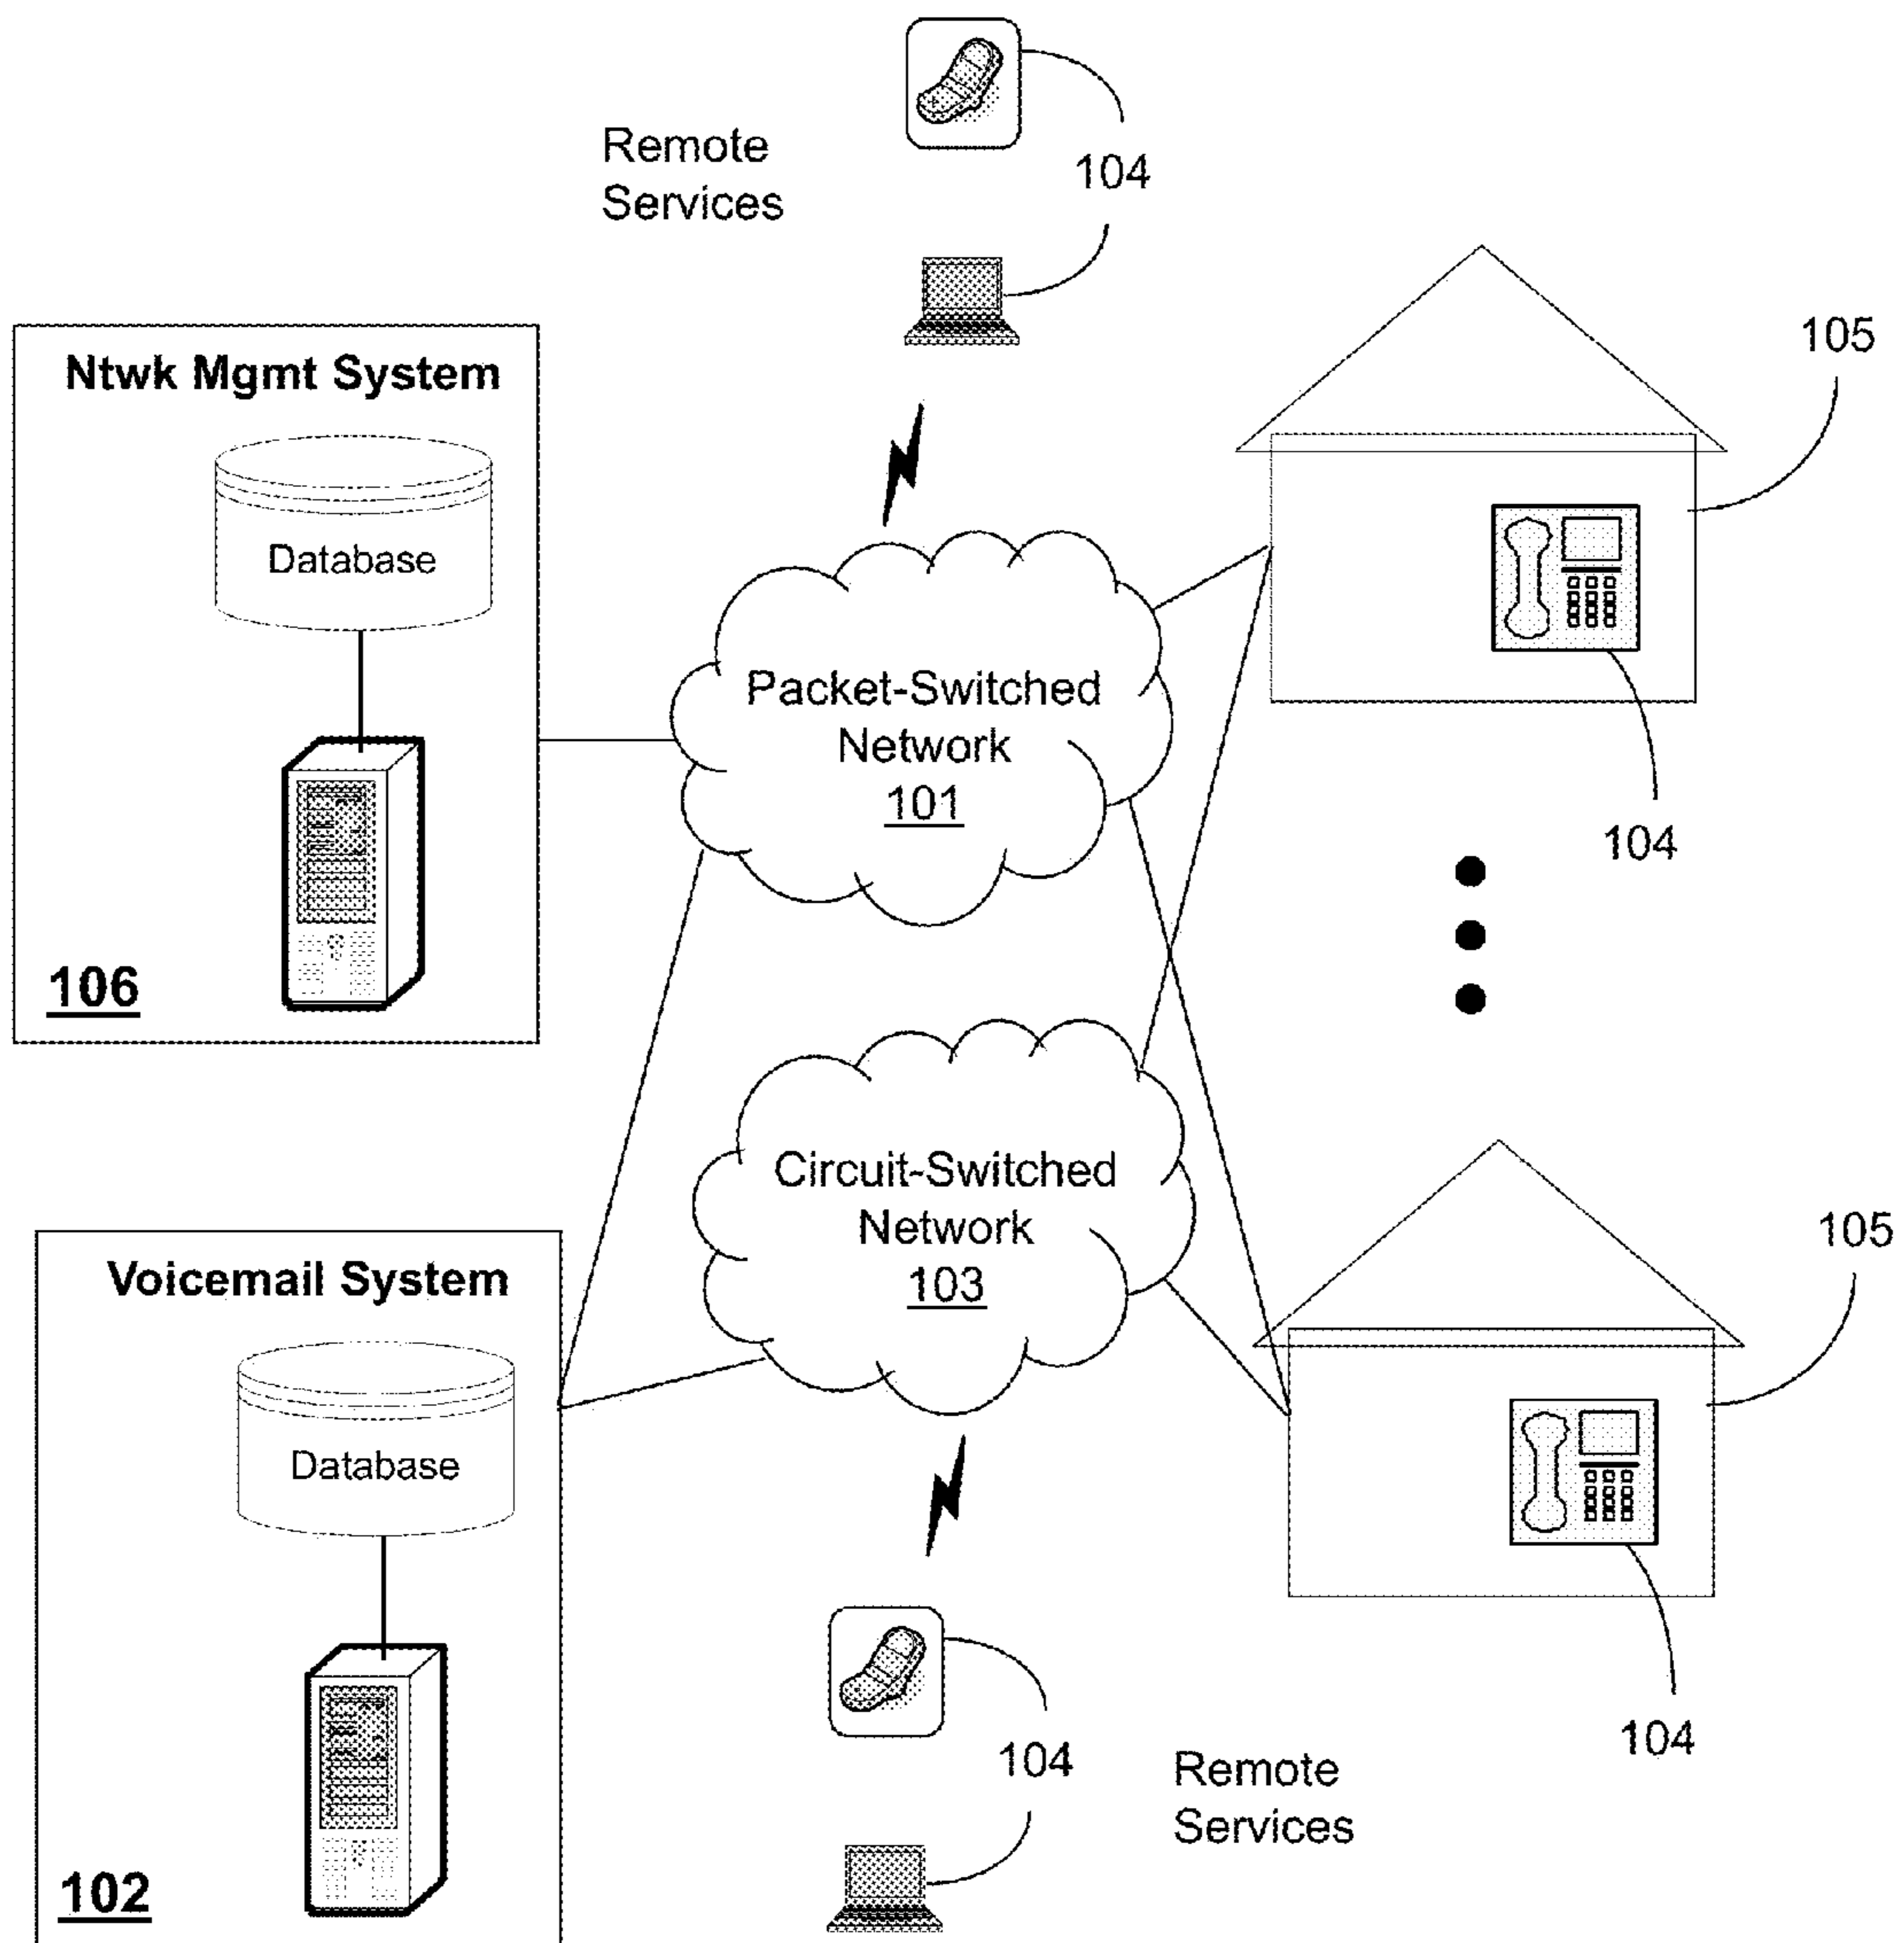 Remote
Services
104
Ntwk Mgmt System
Database
106
105
104
Packet-Switched
Network
101
Circuit-Switched
Network
103
Voicemail System
Database
102
105
104
104
Remote
Services